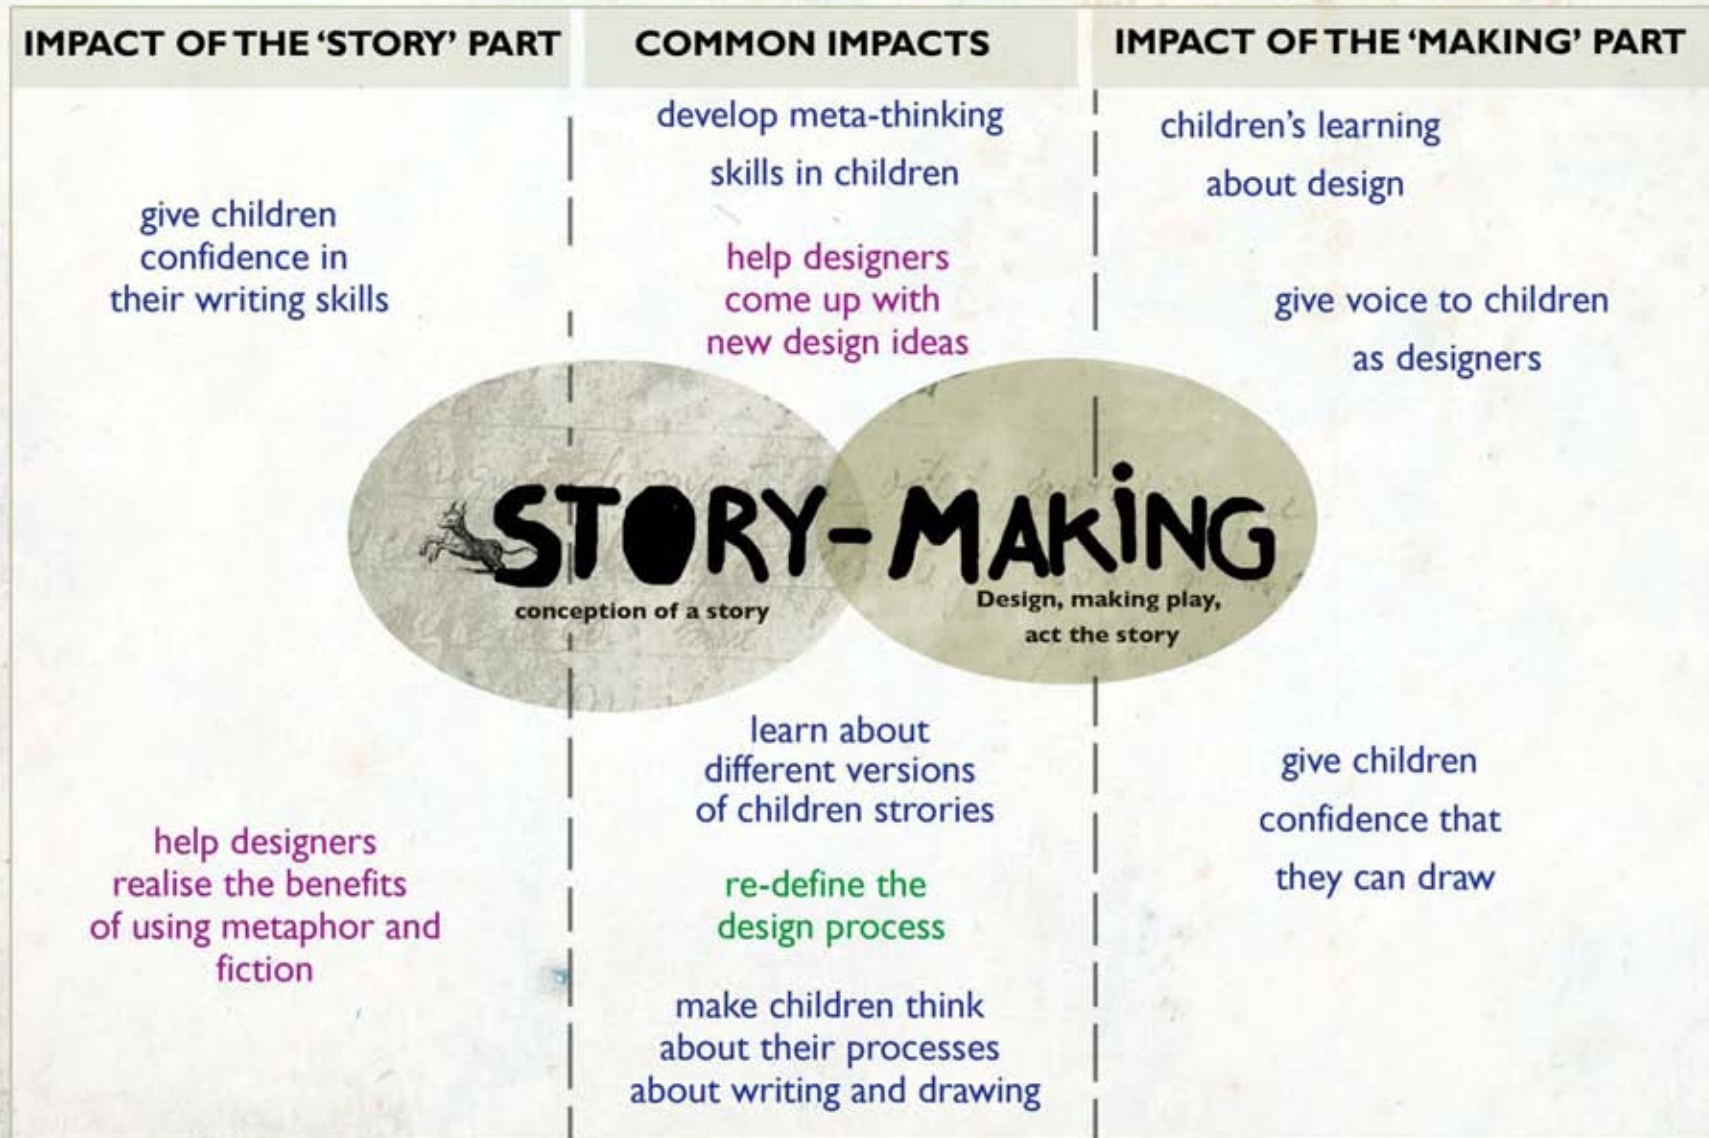 IMPACT OF THE ‘STORY’ PART
give children
confidence in
their writing skills
help designers
realise the benefits
of using metaphor and
fiction
COMMON IMPACTS
develop meta-thinking
skills in children
help designers
come up with
new design ideas
STORY-MAKING
conception of a story
Design, making play,
act the story
learn about
different versions
of children strories
re-define the
design process
make children think
about their processes
about writing and drawing
IMPACT OF THE ‘MAKING’ PART
children’s learning
about design
give voice to children
as designers
give children
confidence that
they can draw